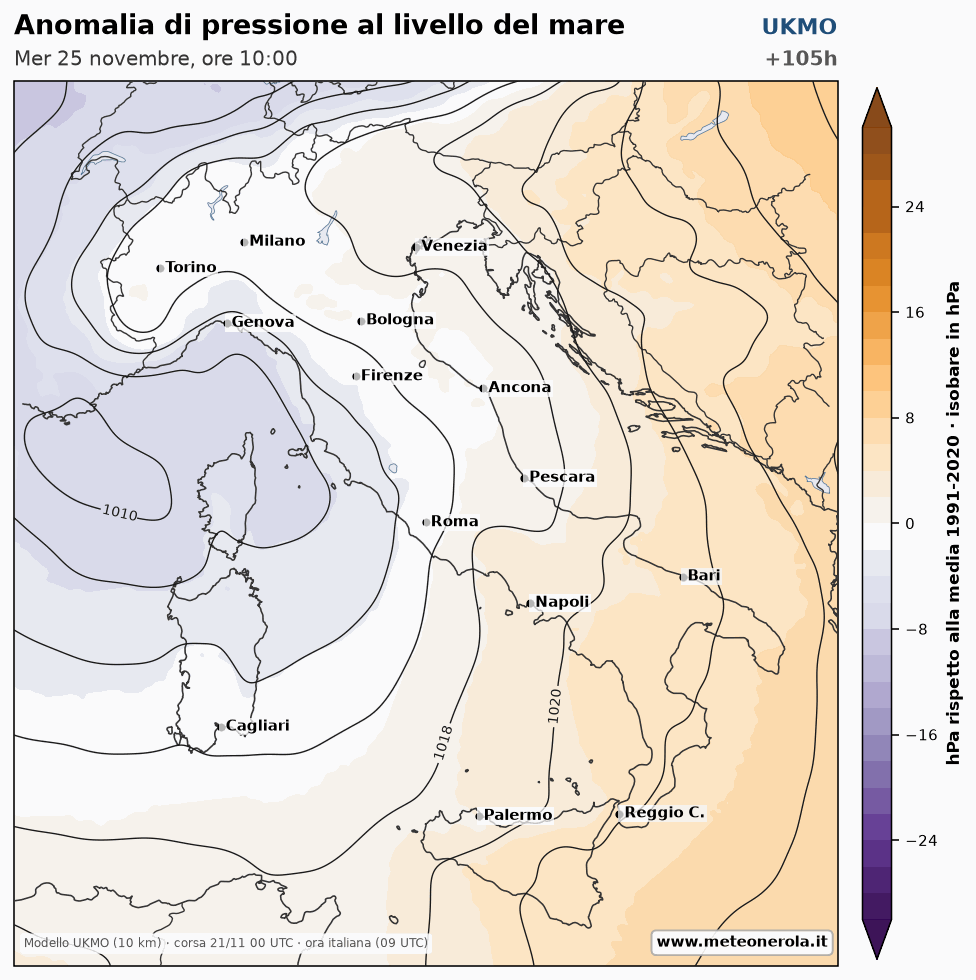 Anomalia di pressione al livello del mare
UKMO
Mer 25 novembre, ore 10:00
+105h
Milano
Venezia
Torino
Genova
Bologna
Firenze
Ancona
Pescara
1010
Roma
Bari
Napoli
1020
Cagliari
1018
Palermo
Reggio C.
24
16
8
0
−8
−16
−24
hPa rispetto alla media 1991-2020 · isobare in hPa
Modello UKMO (10 km) · corsa 21/11 00 UTC · ora italiana (09 UTC)
www.meteonerola.it